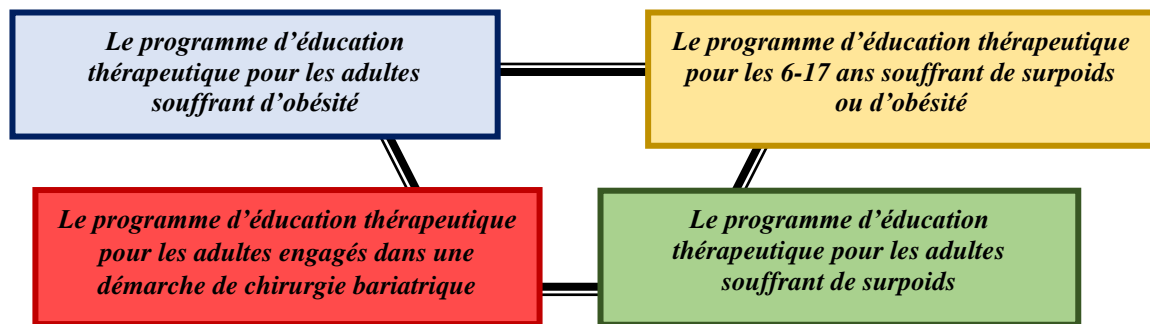 Le programme d’éducation
thérapeutique pour les adultes
souffrant d’obésité
Le programme d’éducation thérapeutique
pour les 6-17 ans souffrant de surpoids
ou d’obésité
Le programme d’éducation thérapeutique
pour les adultes engagés dans une
démarche de chirurgie bariatrique
Le programme d’éducation
thérapeutique pour les adultes
souffrant de surpoids